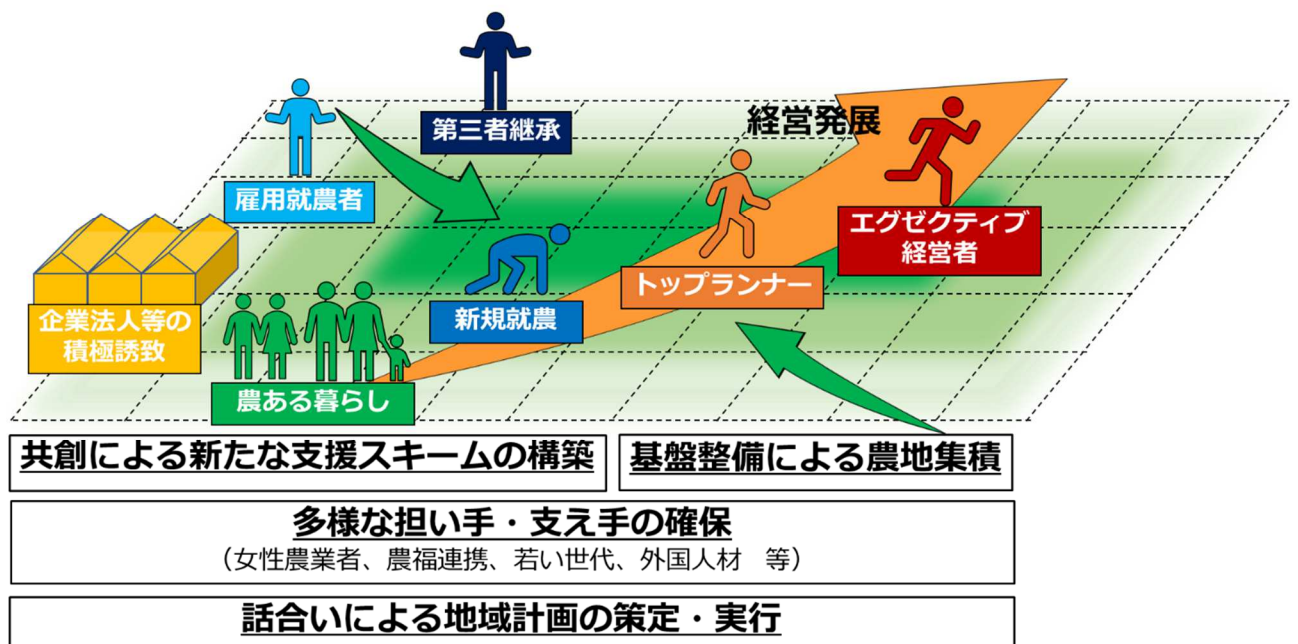 第三者継承
経営発展
雇用就農者
エグゼクティブ
経営者
トップランナー
新規就農
企業法人等の
積極誘致
農ある暮らし
共創による新たな支援スキームの構築
基盤整備による農地集積
多様な担い手・支え手の確保
（女性農業者、農福連携、若い世代、外国人材　等）
話合いによる地域計画の策定・実行